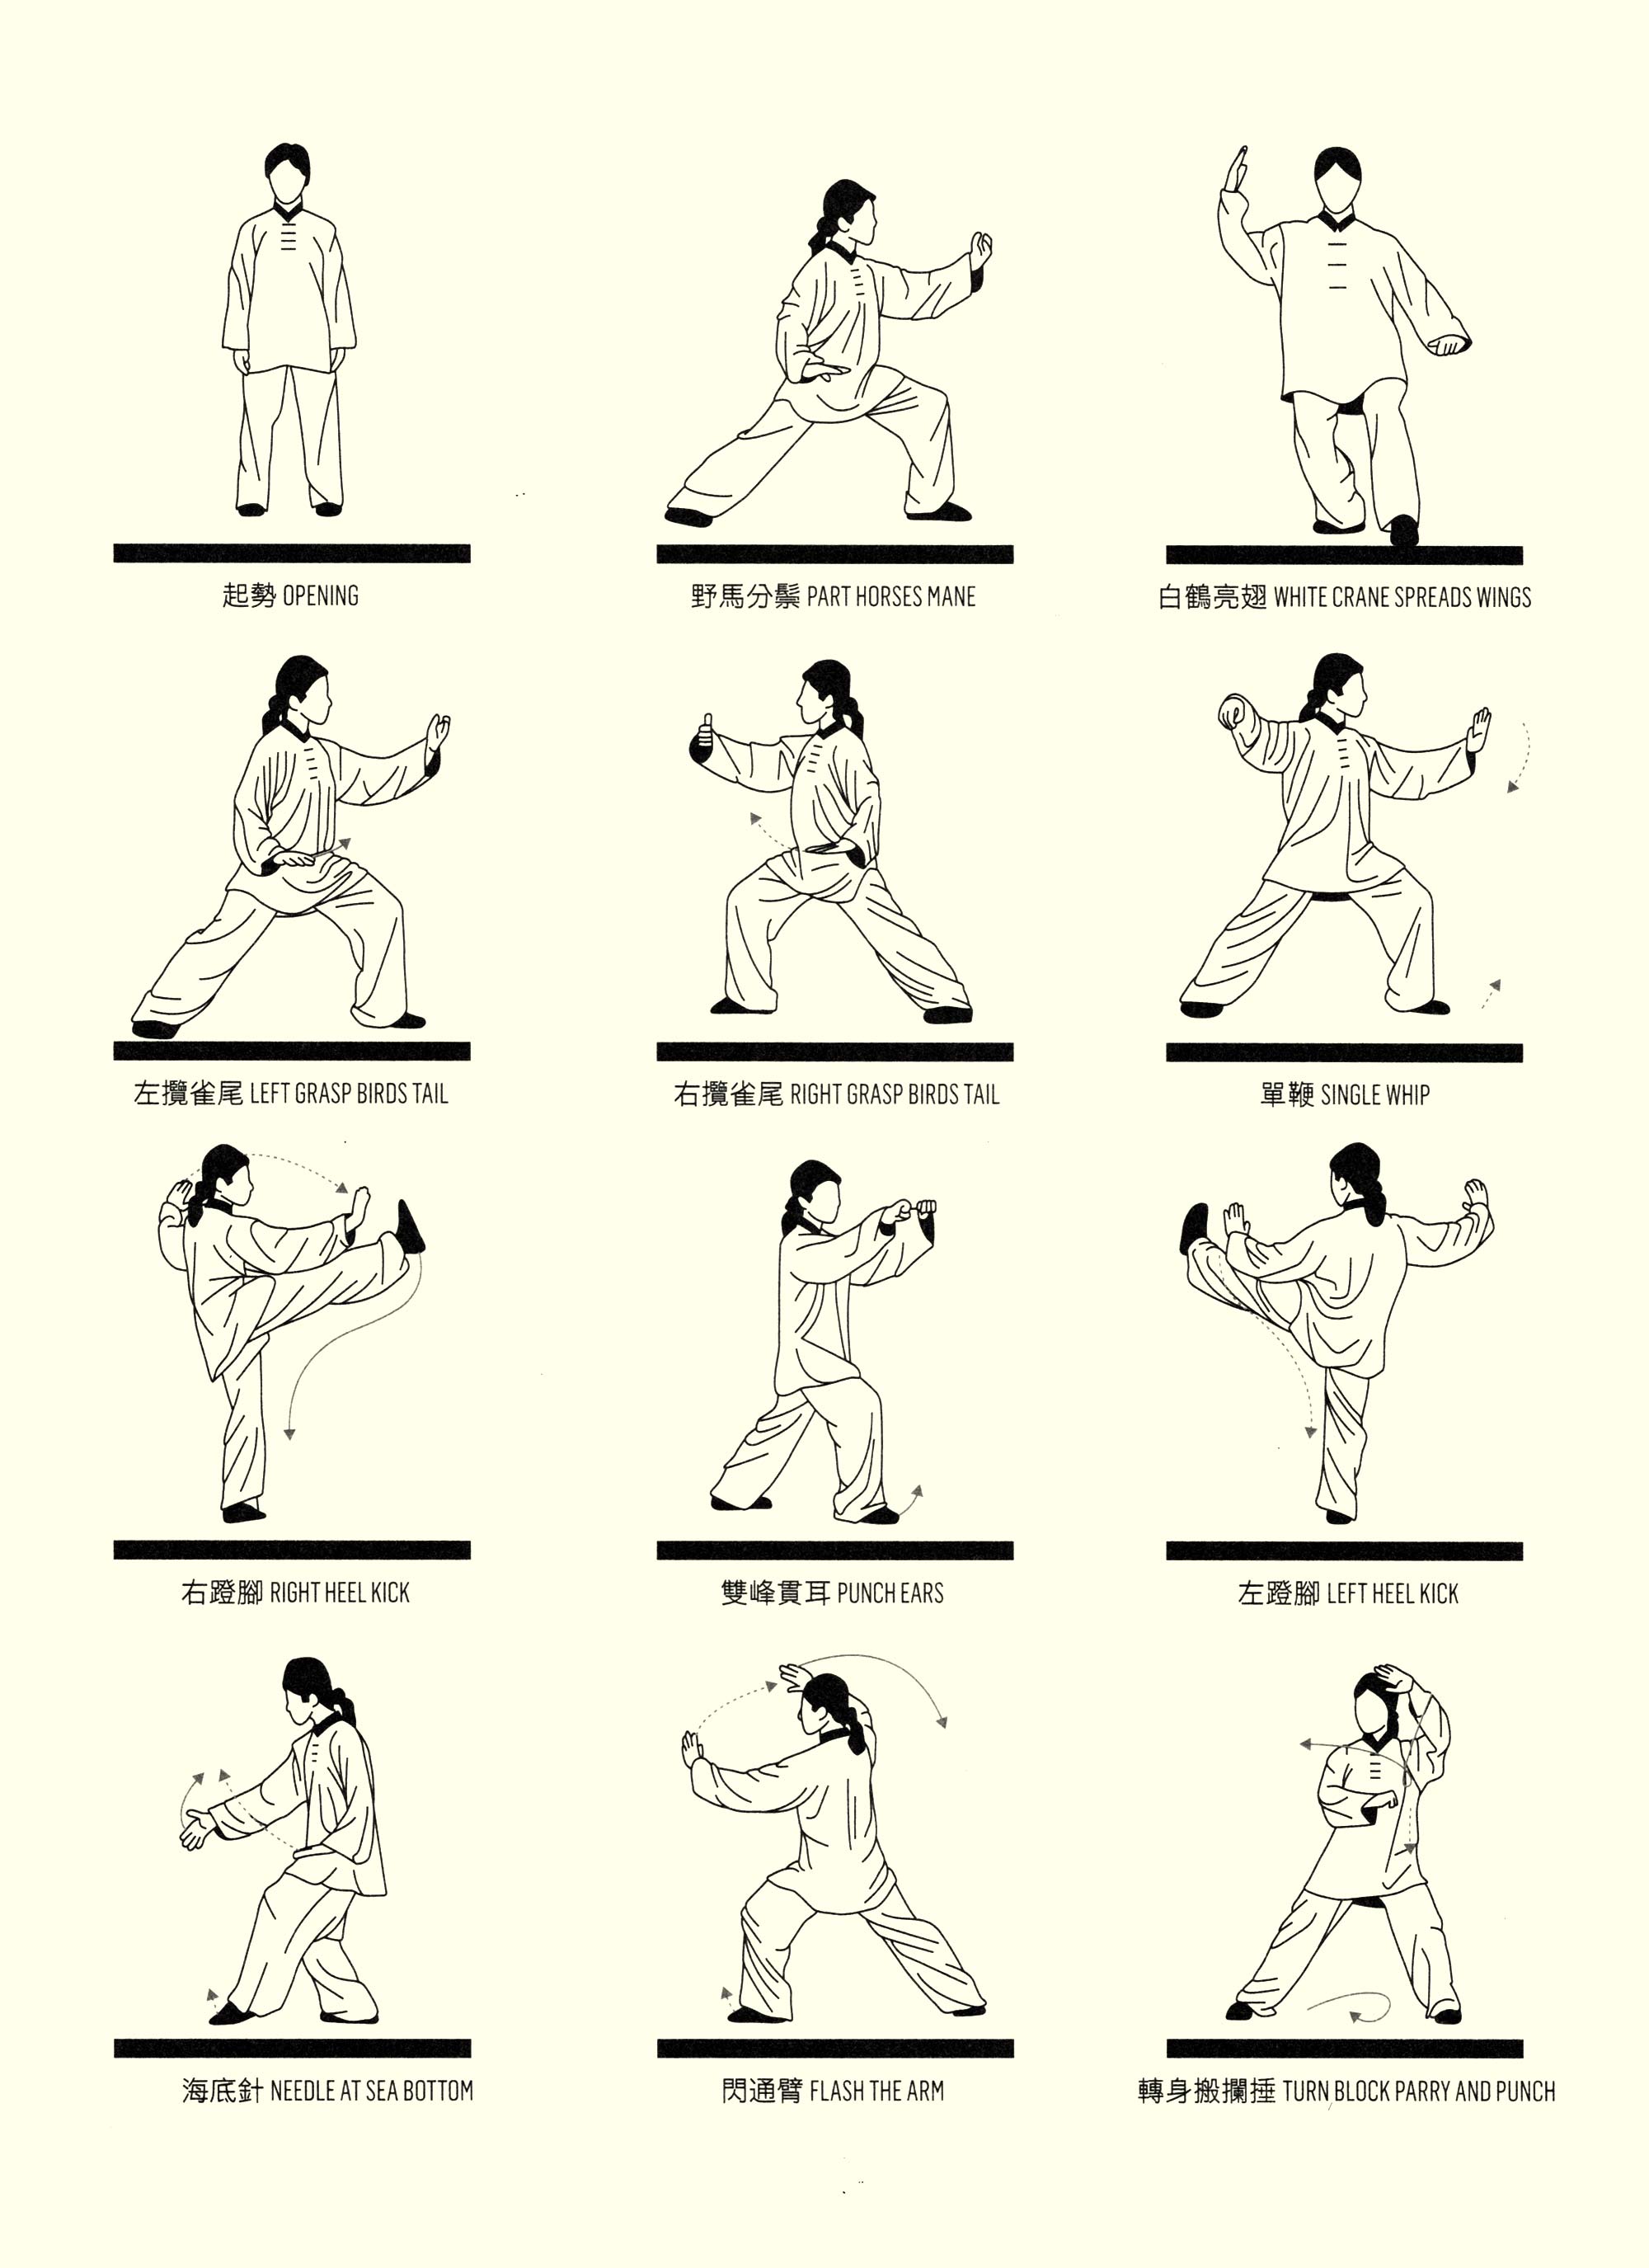 起勢 OPENING
野馬分鬃 PART HORSES MANE
白鶴亮翅 WHITE CRANE SPREADS WINGS
左攬雀尾 LEFT GRASP BIRDS TAIL
右攬雀尾 RIGHT GRASP BIRDS TAIL
單鞭 SINGLE WHIP
右蹬腳 RIGHT HEEL KICK
雙峰貫耳 PUNCH EARS
左蹬腳 LEFT HEEL KICK
海底針 NEEDLE AT SEA BOTTOM
閃通臂 FLASH THE ARM
轉身搬攔捶 TURN BLOCK PARRY AND PUNCH